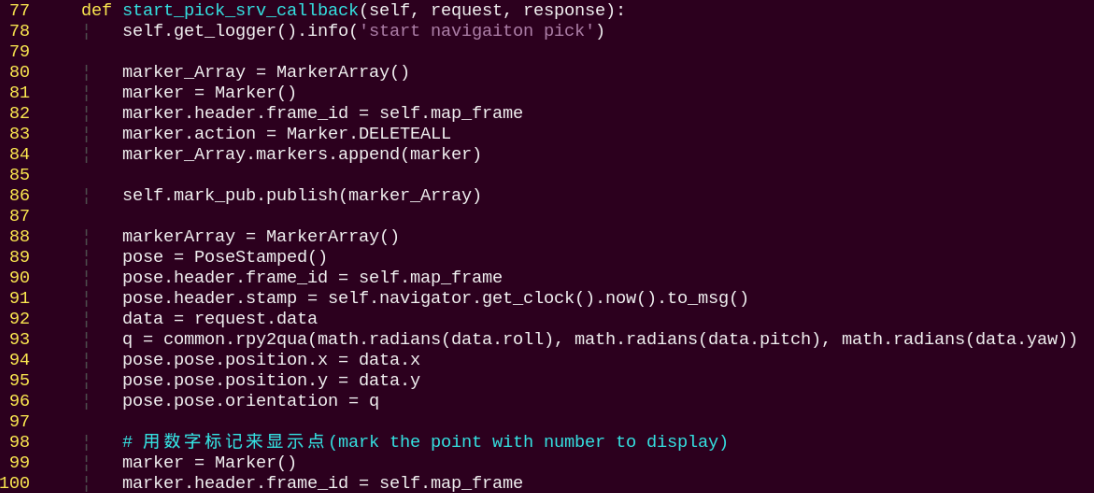 77 def start_pick_srv_callback(self, request, response):
78 self.get_logger().info('start navigaiton pick')
79
80 marker_Array = MarkerArray()
81 marker = Marker()
82 marker.header.frame_id = self.map_frame
83 marker.action = Marker.DELETEALL
84 marker_Array.markers.append(marker)
85
86 self.mark_pub.publish(marker_Array)
87
88 markerArray = MarkerArray()
89 pose = PoseStamped()
90 pose.header.frame_id = self.map_frame
91 pose.header.stamp = self.navigator.get_clock().now().to_msg()
92 data = request.data
93 q = common.rpy2qua(math.radians(data.roll), math.radians(data.pitch), math.radians(data.yaw))
94 pose.pose.position.x = data.x
95 pose.pose.position.y = data.y
96 pose.pose.orientation = q
97
98 # 用数字标记来显示点(mark the point with number to display)
99 marker = Marker()
100 marker.header.frame_id = self.map_frame